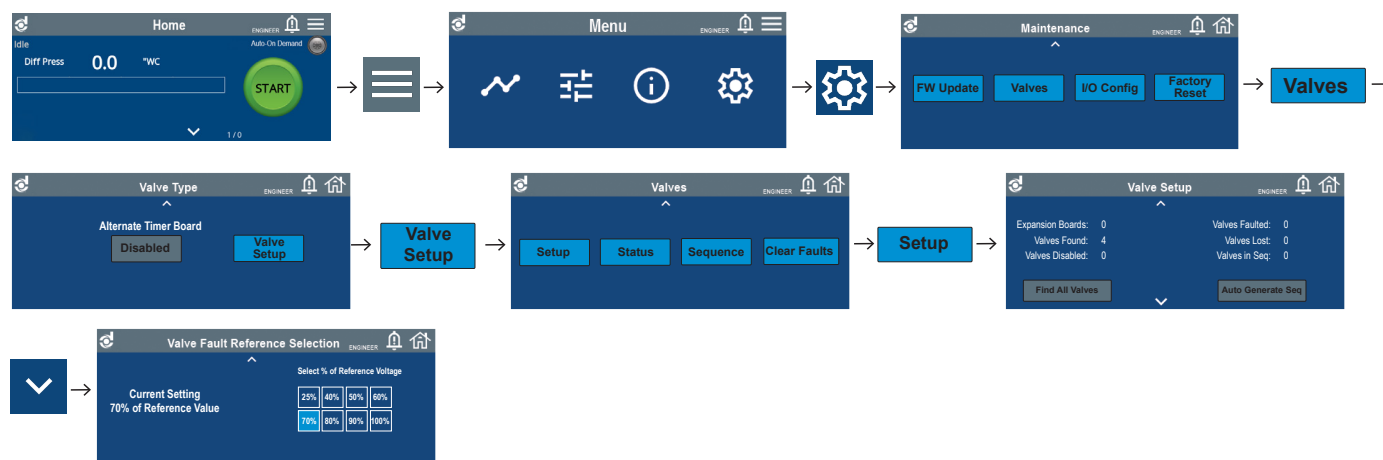 Home
ENGINEER
Idle
Auto-On Demand
Diff Press 0.0 "WC
START
1 / 0
Menu
ENGINEER
Maintenance
ENGINEER
FW Update
Valves
I/O Config
Factory
Reset
Valves
Valve Type
ENGINEER
Alternate Timer Board
Disabled
Valve
Setup
Valve
Setup
Valves
ENGINEER
Setup
Status
Sequence
Clear Faults
Setup
Valve Setup
ENGINEER
Expansion Boards: 0 Valves Faulted: 0
Valves Found: 4 Valves Lost: 0
Valves Disabled: 0 Valves in Seq: 0
Find All Valves
Auto Generate Seq
Valve Fault Reference Selection
ENGINEER
Select % of Reference Voltage
Current Setting
70% of Reference Value
25% 40% 50% 60%
70% 80% 90% 100%